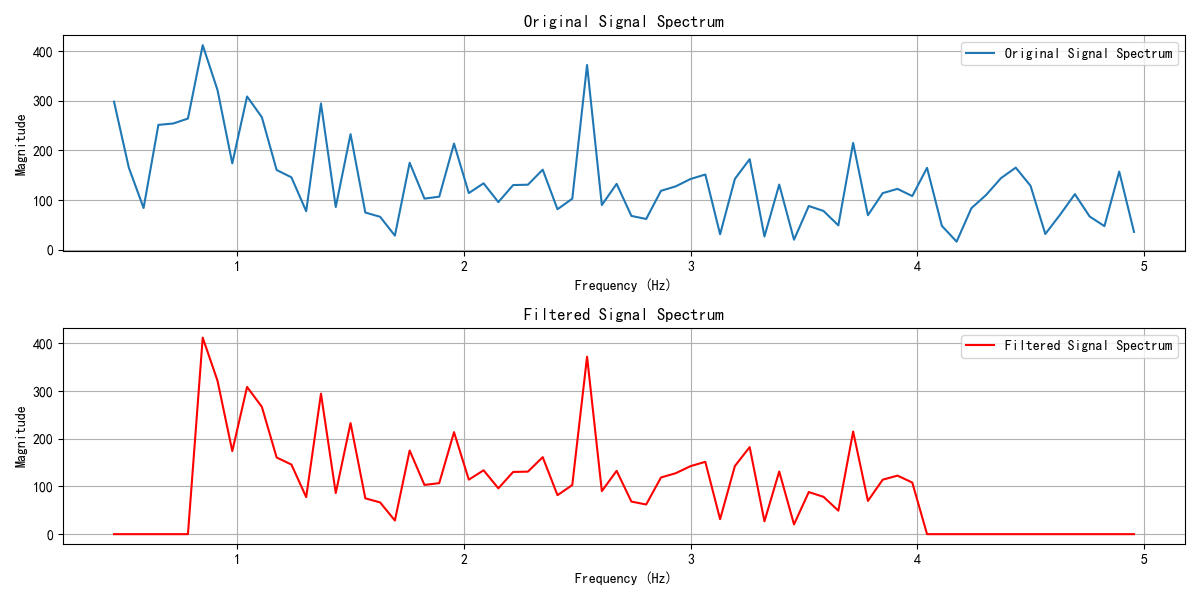 Original Signal Spectrum
Original Signal Spectrum
Magnitude
400
300
200
100
0
1
2
3
4
5
Frequency (Hz)
Filtered Signal Spectrum
Filtered Signal Spectrum
Magnitude
400
300
200
100
0
1
2
3
4
5
Frequency (Hz)